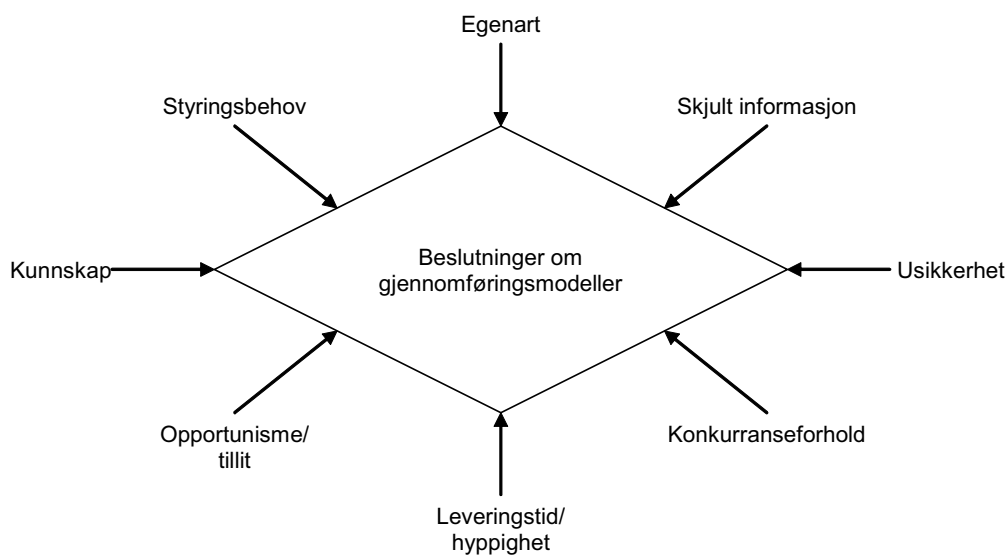 Egenart
Styringsbehov
Skjult informasjon
Beslutninger om
gjennomføringsmodeller
Kunnskap
Usikkerhet
Opportunisme/
tillit
Konkurranseforhold
Leveringstid/
hyppighet